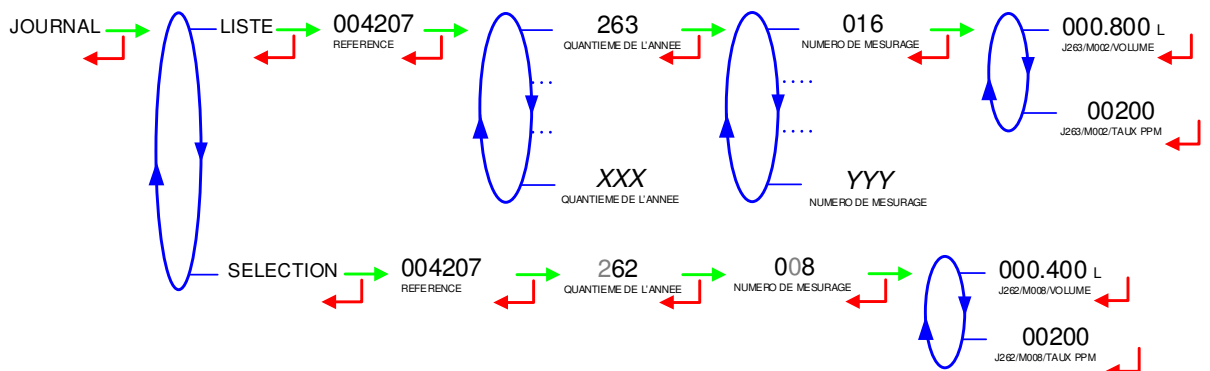 JOURNAL
LISTE
004207
REFERENCE
263
QUANTIEME DE L'ANNEE
....
....
XXX
QUANTIEME DE L'ANNEE
016
NUMERO DE MESURAGE
....
....
YYY
NUMERO DE MESURAGE
000.800 L
J263/M002/VOLUME
00200
J263/M002/TAUX PPM
SELECTION
004207
REFERENCE
262
QUANTIEME DE L'ANNEE
008
NUMERO DE MESURAGE
000.400 L
J262/M008/VOLUME
00200
J262/M008/TAUX PPM